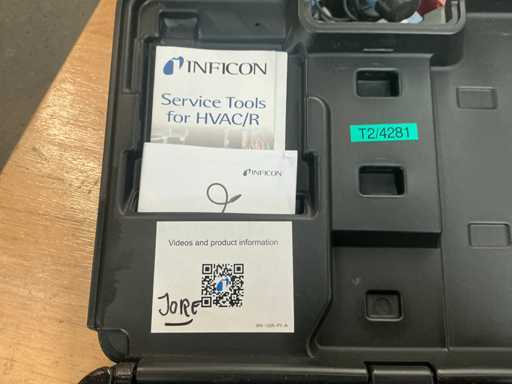 INFICON
Service Tools
for HVAC/R
INFICON
T2/4281
Videos and product information
JORE